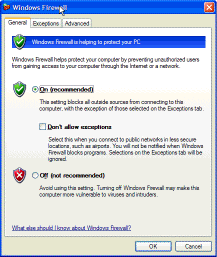 Windows Firewall
General
Exceptions
Advanced
Windows Firewall is helping to protect your PC
Windows Firewall helps protect your computer by preventing unauthorized users
from gaining access to your computer through the Internet or a network.
On (recommended)
This setting blocks all outside sources from connecting to this
computer, with the exception of those selected on the Exceptions tab.
Don't allow exceptions
Select this when you connect to public networks in less secure
locations, such as airports. You will not be notified when Windows
Firewall blocks programs. Selections on the Exceptions tab will be
ignored.
Off (not recommended)
Avoid using this setting. Turning off Windows Firewall may make this
computer more vulnerable to viruses and intruders.
What else should I know about Windows Firewall?
OK
Cancel